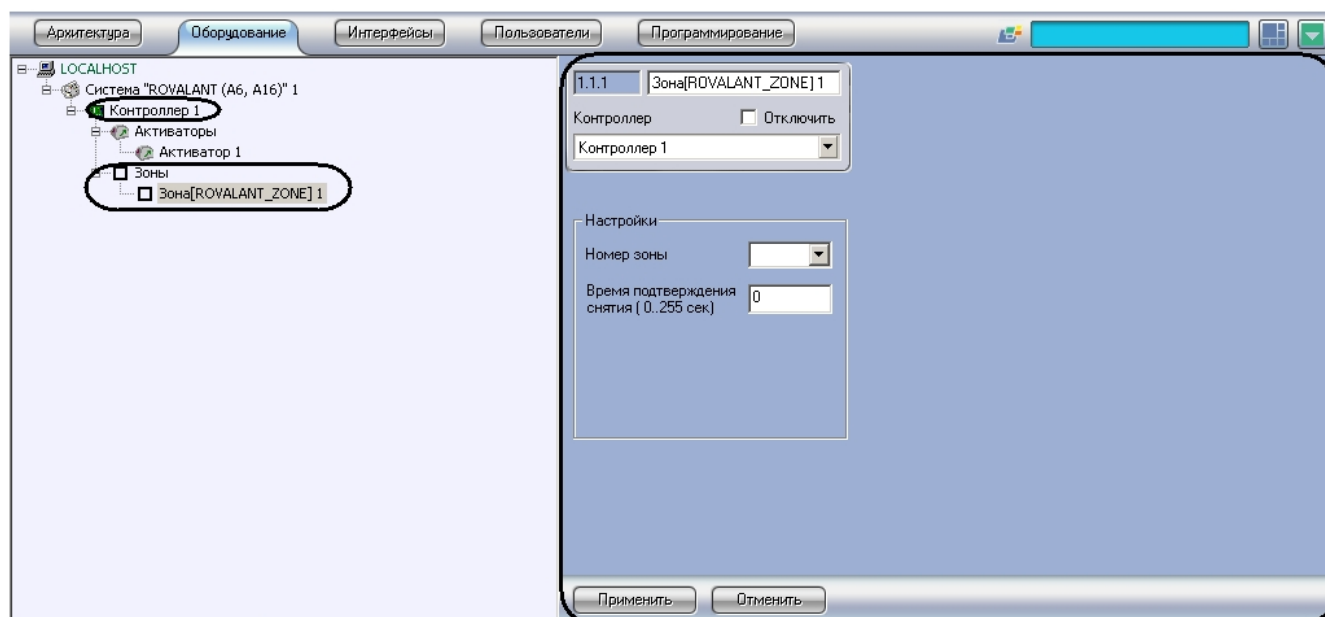 Архитектура Оборудование Интерфейсы Пользователи Программирование
LOCALHOST
Система "ROVALANT (A6, A16)" 1
Контроллер 1
Активаторы
Активатор 1
Зоны
Зона[ROVALANT_ZONE] 1
1.1.1 Зона[ROVALANT_ZONE] 1
Контроллер Отключить
Контроллер 1
Настройки
Номер зоны
Время подтверждения
снятия ( 0..255 сек) 0
Применить Отменить